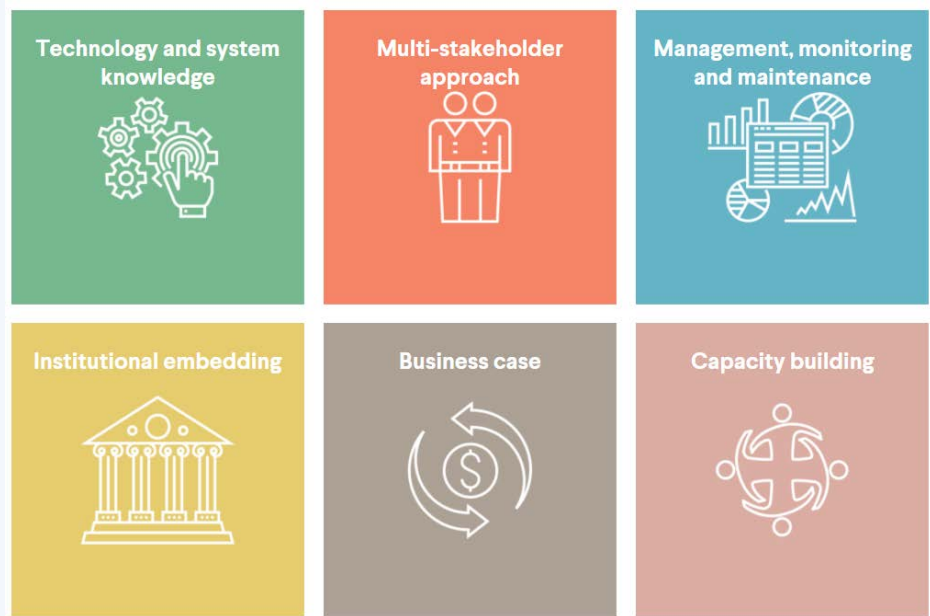 Technology and system
knowledge
Multi-stakeholder
approach
Management, monitoring
and maintenance
Institutional embedding
Business case
$
Capacity building